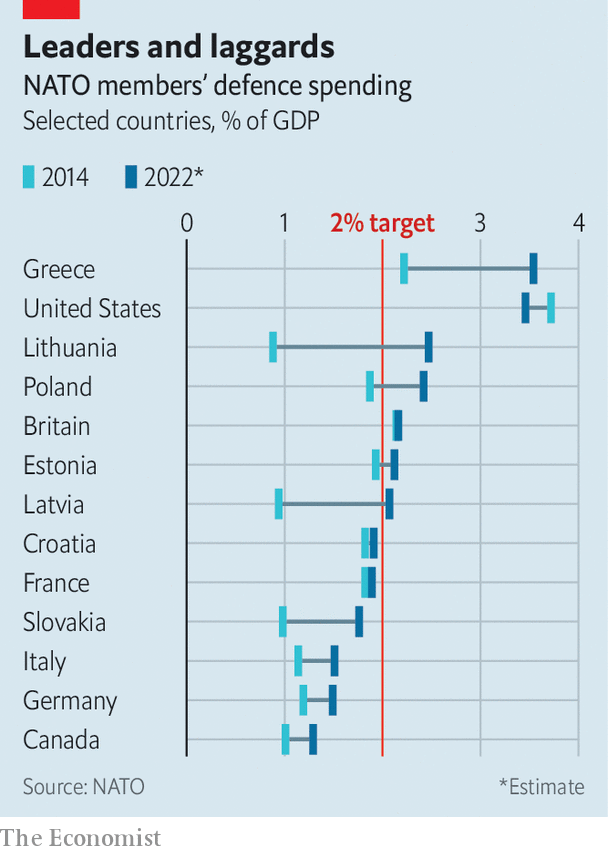 Leaders and laggards
NATO members’ defence spending
Selected countries, % of GDP
2014 2022*
0 1 2% target 3 4
Greece
United States
Lithuania
Poland
Britain
Estonia
Latvia
Croatia
France
Slovakia
Italy
Germany
Canada
Source: NATO *Estimate
The Economist